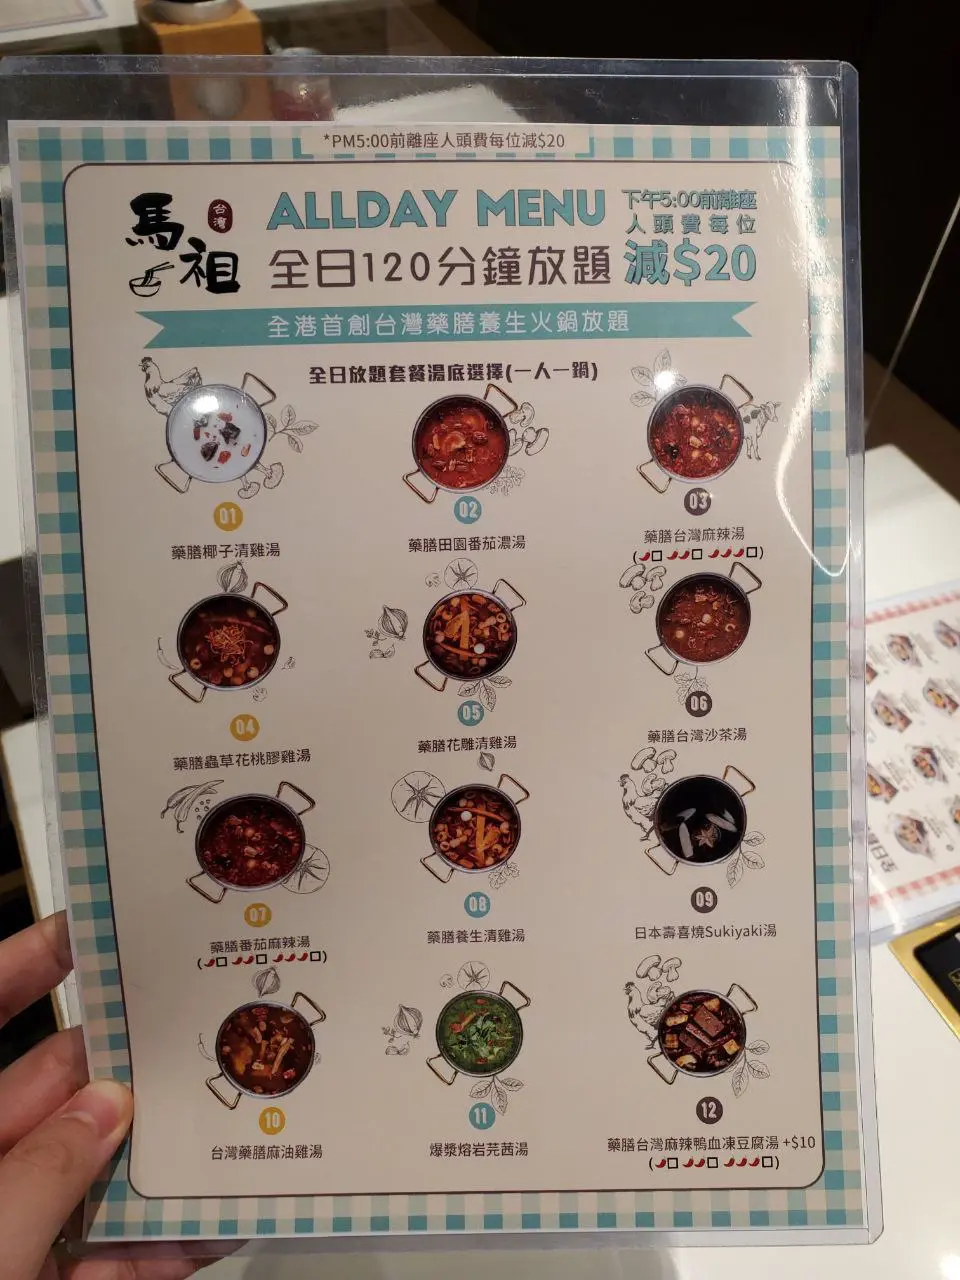 *PM5:00前離座人頭費每位減$20
馬祖
台灣
ALLDAY MENU
全日120分鐘放題
下午5:00前離座
人頭費每位
減$20
全港首創台灣藥膳養生火鍋放題
全日放題套餐湯底選擇(一人一鍋)
01
藥膳椰子清雞湯
02
藥膳田園番茄濃湯
03
藥膳台灣麻辣湯
04
藥膳蟲草花桃膠雞湯
05
藥膳花雕清雞湯
06
藥膳台灣沙茶湯
07
藥膳番茄麻辣湯
08
藥膳養生清雞湯
09
日本壽喜燒Sukiyaki湯
10
台灣藥膳麻油雞湯
11
爆漿熔岩芫茜湯
12
藥膳台灣麻辣鴨血凍豆腐湯 +$10